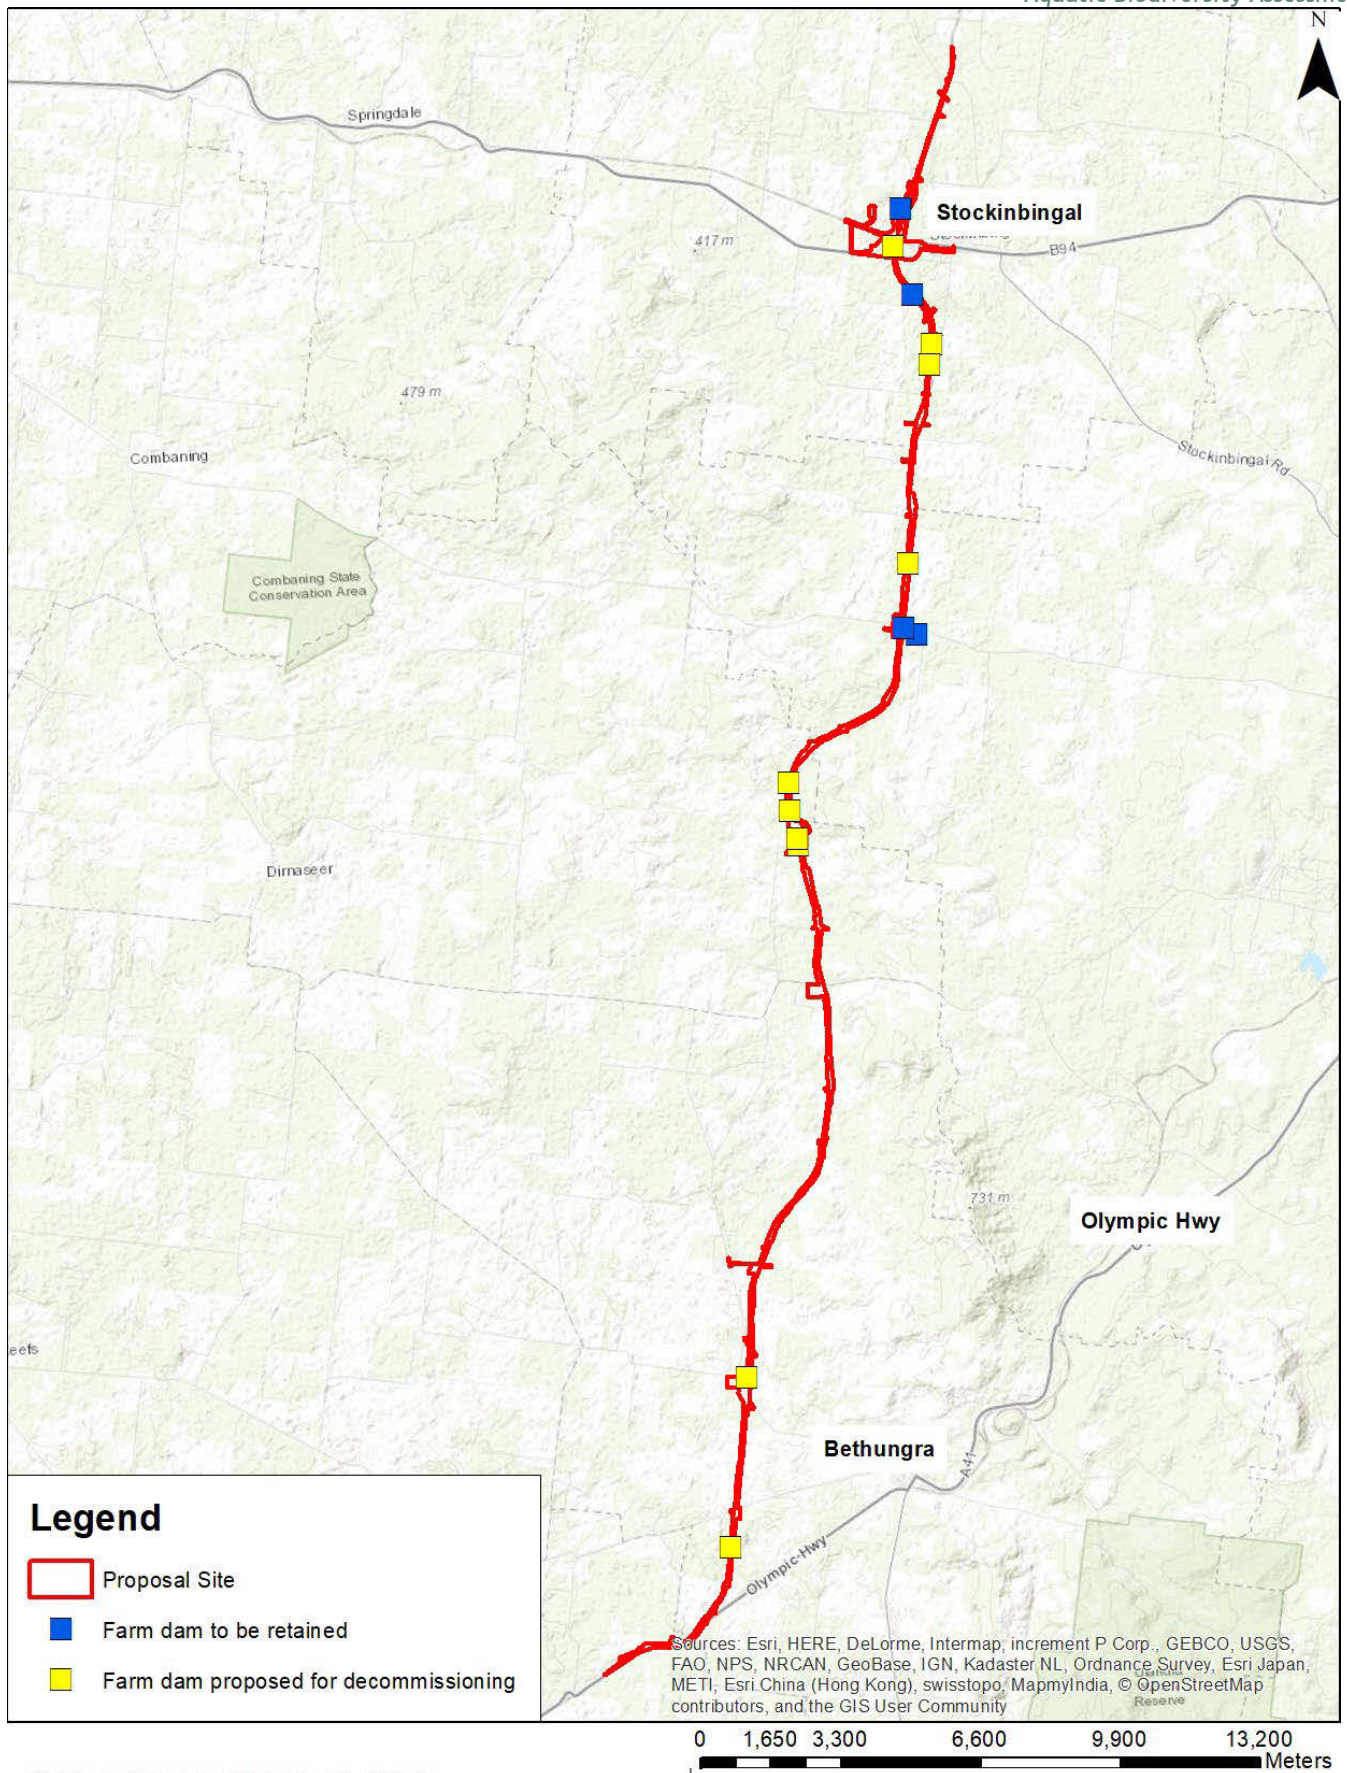 Aquatic Biodiversity Assessme
N
Springdale
Stockinbingal
417 m
B94
479 m
Combaning
Stockinbingal Rd
Combaning State
Conservation Area
Dirnaseer
731 m
Olympic Hwy
eefs
Bethungra
A41
Olympic Hwy
Legend
Proposal Site
Farm dam to be retained
Farm dam proposed for decommissioning
Sources: Esri, HERE, DeLorme, Intermap, increment P Corp., GEBCO, USGS,
FAO, NPS, NRCAN, GeoBase, IGN, Kadaster NL, Ordnance Survey, Esri Japan,
METI, Esri China (Hong Kong), swisstopo, MapmyIndia, © OpenStreetMap
contributors, and the GIS User Community
Reserve
0 1,650 3,300 6,600 9,900 13,200
Meters